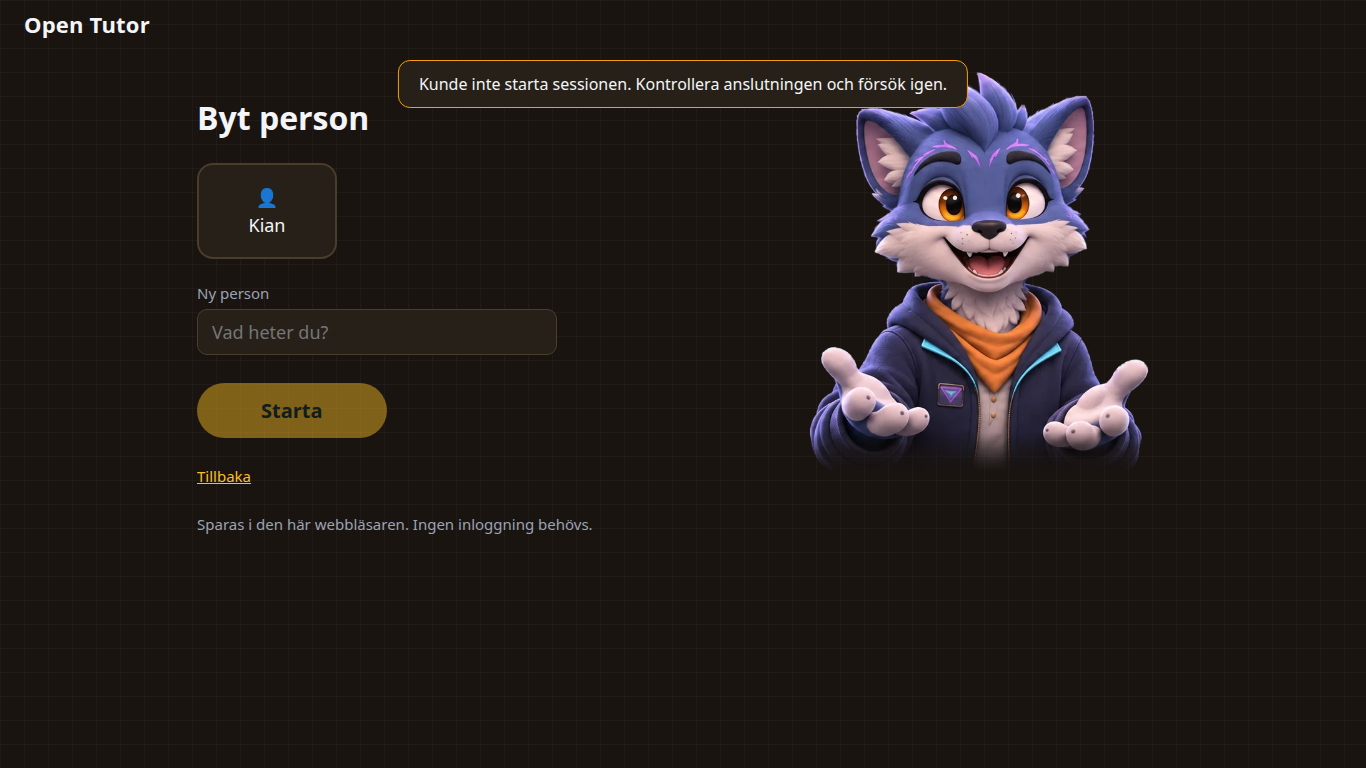 Open Tutor
Kunde inte starta sessionen. Kontrollera anslutningen och försök igen.
Byt person
Kian
Ny person
Vad heter du?
Starta
Tillbaka
Sparas i den här webbläsaren. Ingen inloggning behövs.